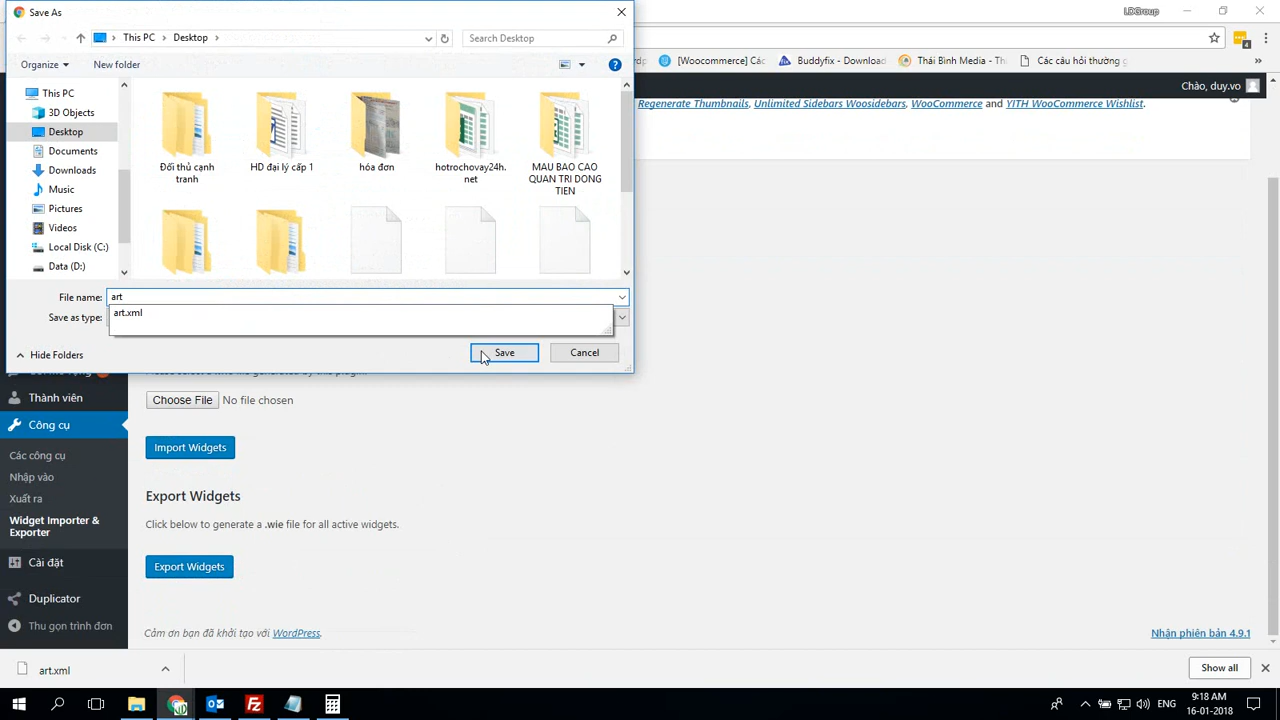 Save As
LDGroup
This PC
Desktop
Search Desktop
Organize
New folder
[Woocommerce] Các
Buddyfix – Download
Thái Bình Media - Th
Các câu hỏi thường g
Chào, duy.vo
Regenerate Thumbnails, Unlimited Sidebars Woosidebars, WooCommerce and YITH WooCommerce Wishlist.
This PC
3D Objects
Desktop
Documents
Downloads
Music
Pictures
Videos
Local Disk (C:)
Data (D:)
Đối thủ cạnh
tranh
HD đại lý cấp 1
hóa đơn
hotrochovay24h.
net
MAU BAO CAO
QUAN TRI DONG
TIEN
File name:
art
Save as type:
art.xml
Hide Folders
Save
Cancel
Thành viên
Choose File
No file chosen
Công cụ
Import Widgets
Các công cụ
Nhập vào
Xuất ra
Export Widgets
Widget Importer &
Exporter
Click below to generate a .wie file for all active widgets.
Cài đặt
Export Widgets
Duplicator
Thu gọn trình đơn
Cảm ơn bạn đã khởi tạo với WordPress.
Nhận phiên bản 4.9.1
art.xml
Show all
9:18 AM
16-01-2018